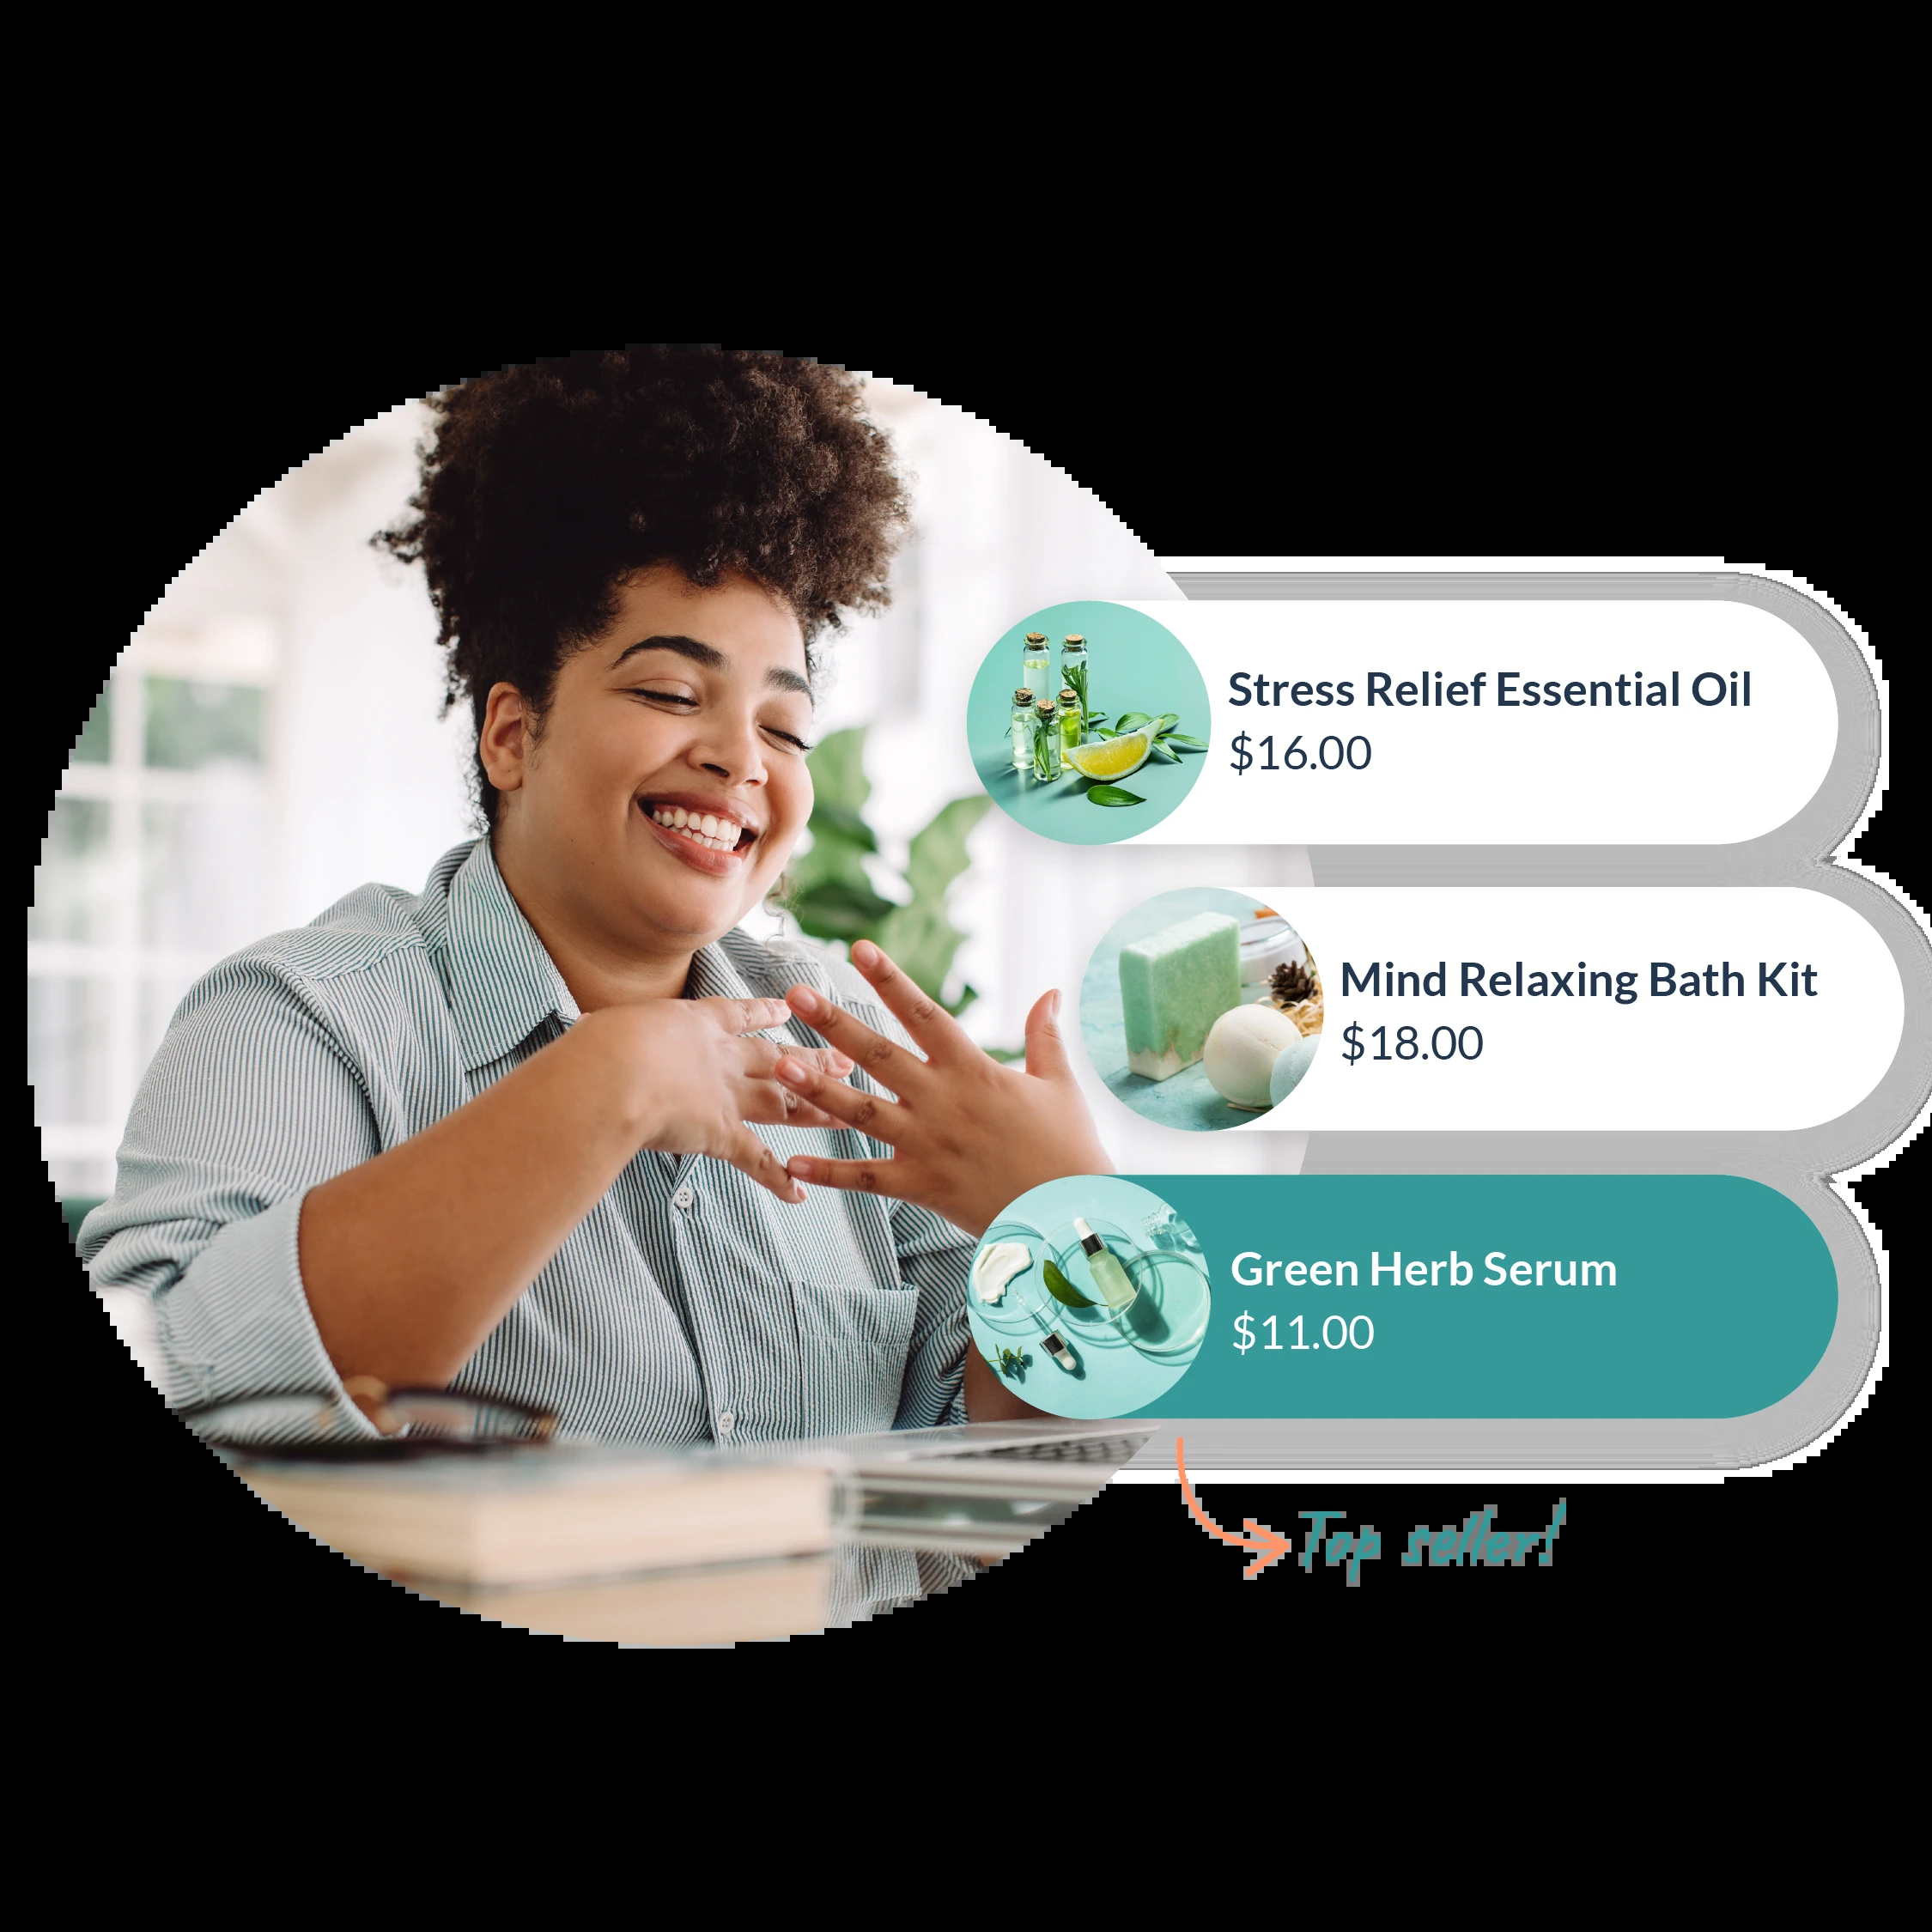 Stress Relief Essential Oil
$16.00
Mind Relaxing Bath Kit
$18.00
Green Herb Serum
$11.00
Top seller!